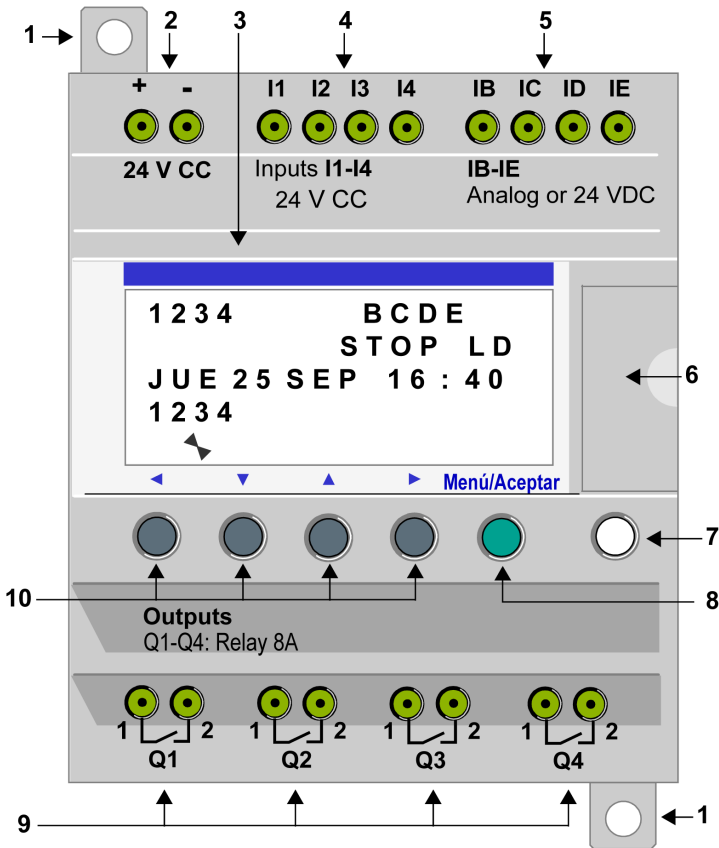 2 3 4 5
1
+ - I1 I2 I3 I4 IB IC ID IE
24 V CC Inputs I1-I4 IB-IE
24 V CC Analog or 24 VDC
1234 BCDE
STOP LD
JUE 25 SEP 16:40
1234
6
Menú/Aceptar
7
10 8
Outputs
Q1-Q4: Relay 8A
1 2 1 2 1 2 1 2
Q1 Q2 Q3 Q4
9 1